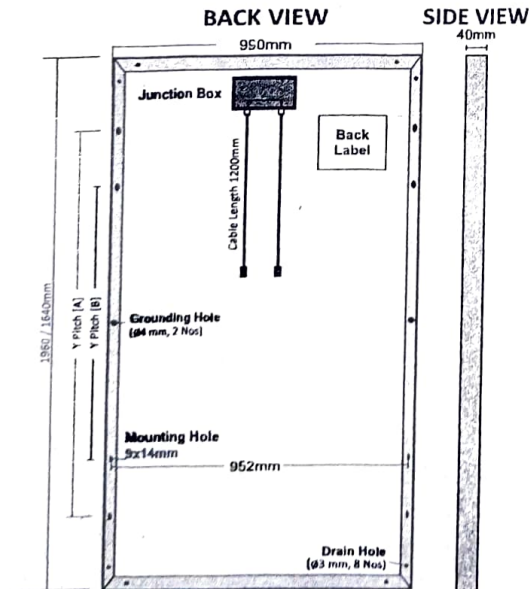 BACK VIEW
SIDE VIEW
990mm
40mm
Junction Box
Back
Label
Cable Length 1200mm
1960 / 1640mm
Y Pitch [A]
Y Pitch [B]
Grounding Hole
(ø4 mm, 2 Nos)
Mounting Hole
9x14mm
952mm
Drain Hole
(ø3 mm, 8 Nos)